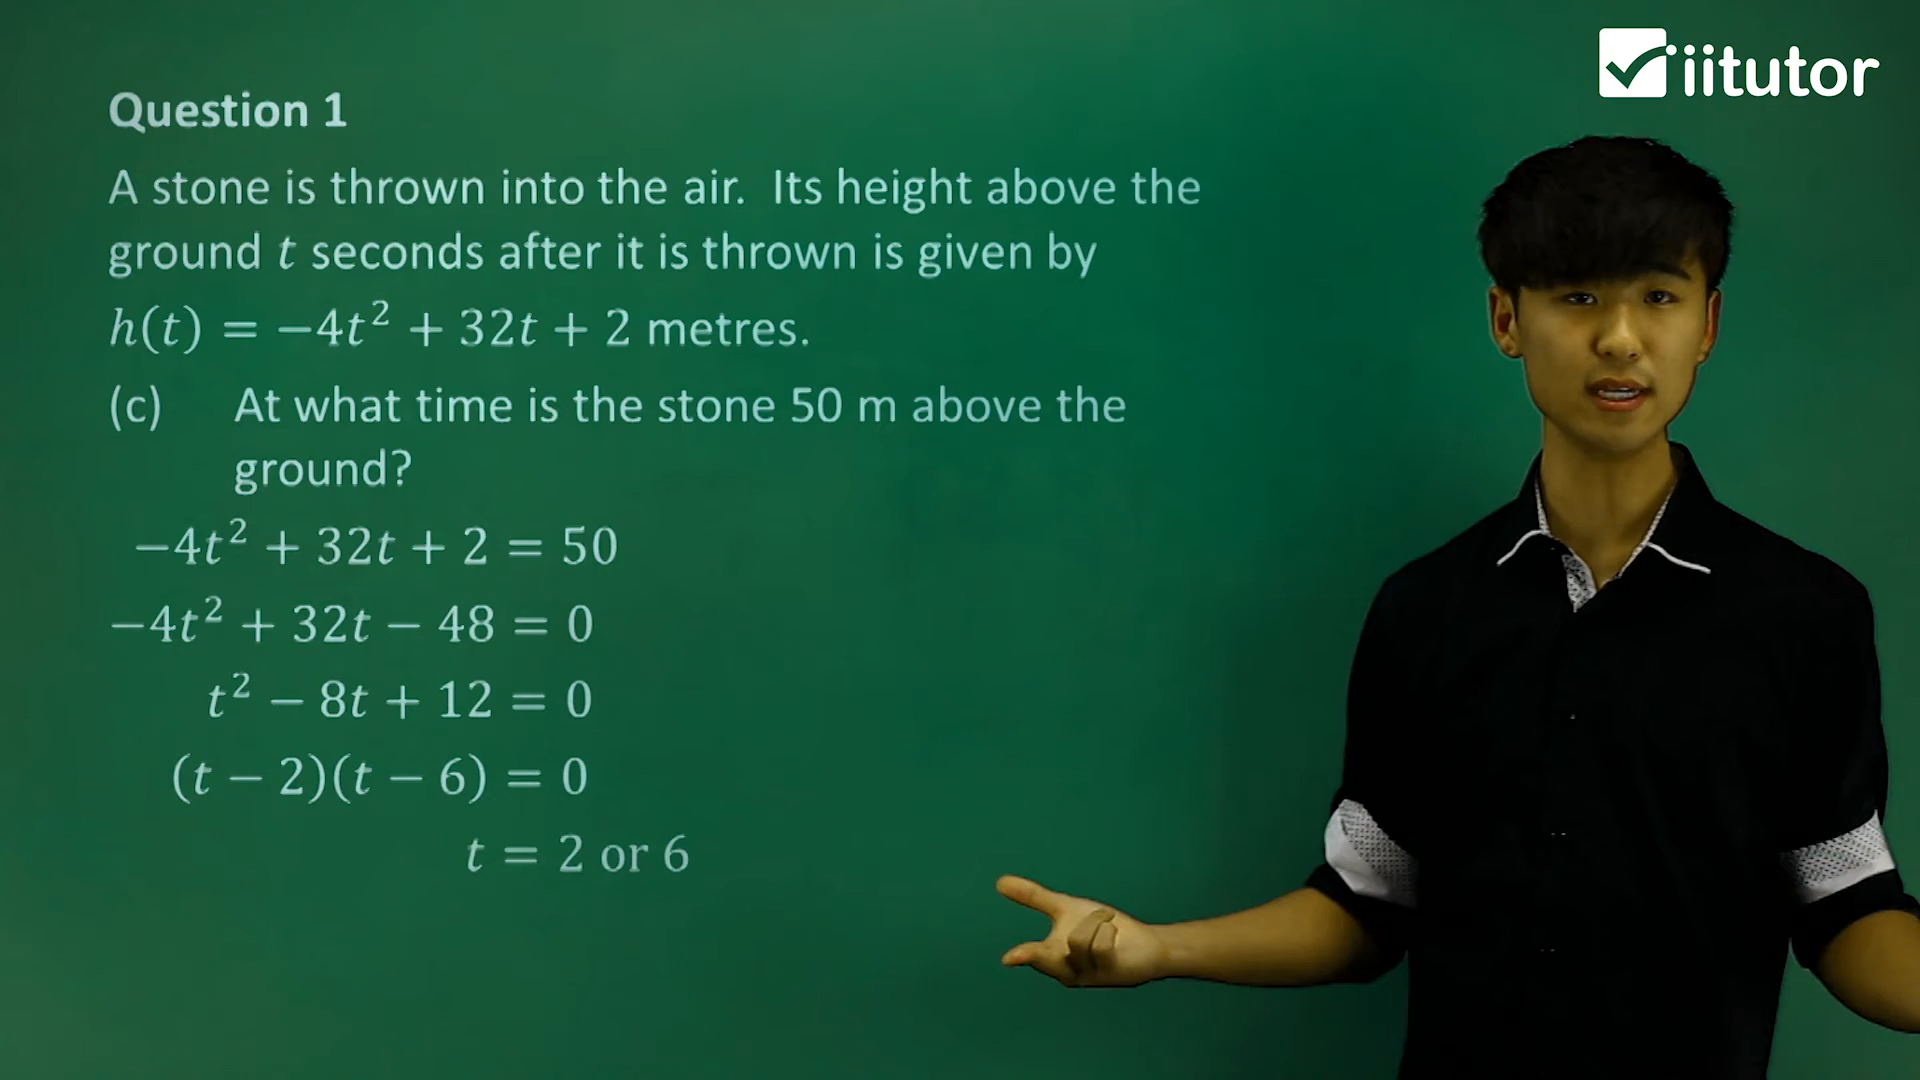 iitutor
Question 1
A stone is thrown into the air. Its height above the
ground t seconds after it is thrown is given by
h(t) = −4t² + 32t + 2 metres.
(c) At what time is the stone 50 m above the
ground?
−4t² + 32t + 2 = 50
−4t² + 32t − 48 = 0
t² − 8t + 12 = 0
(t − 2)(t − 6) = 0
t = 2 or 6